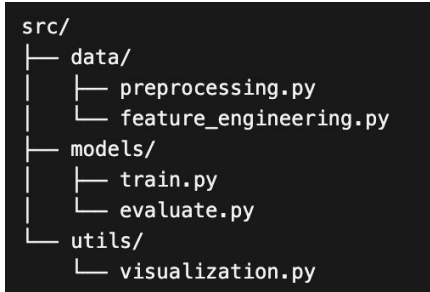 src/
├── data/
│   ├── preprocessing.py
│   └── feature_engineering.py
├── models/
│   ├── train.py
│   └── evaluate.py
└── utils/
    └── visualization.py